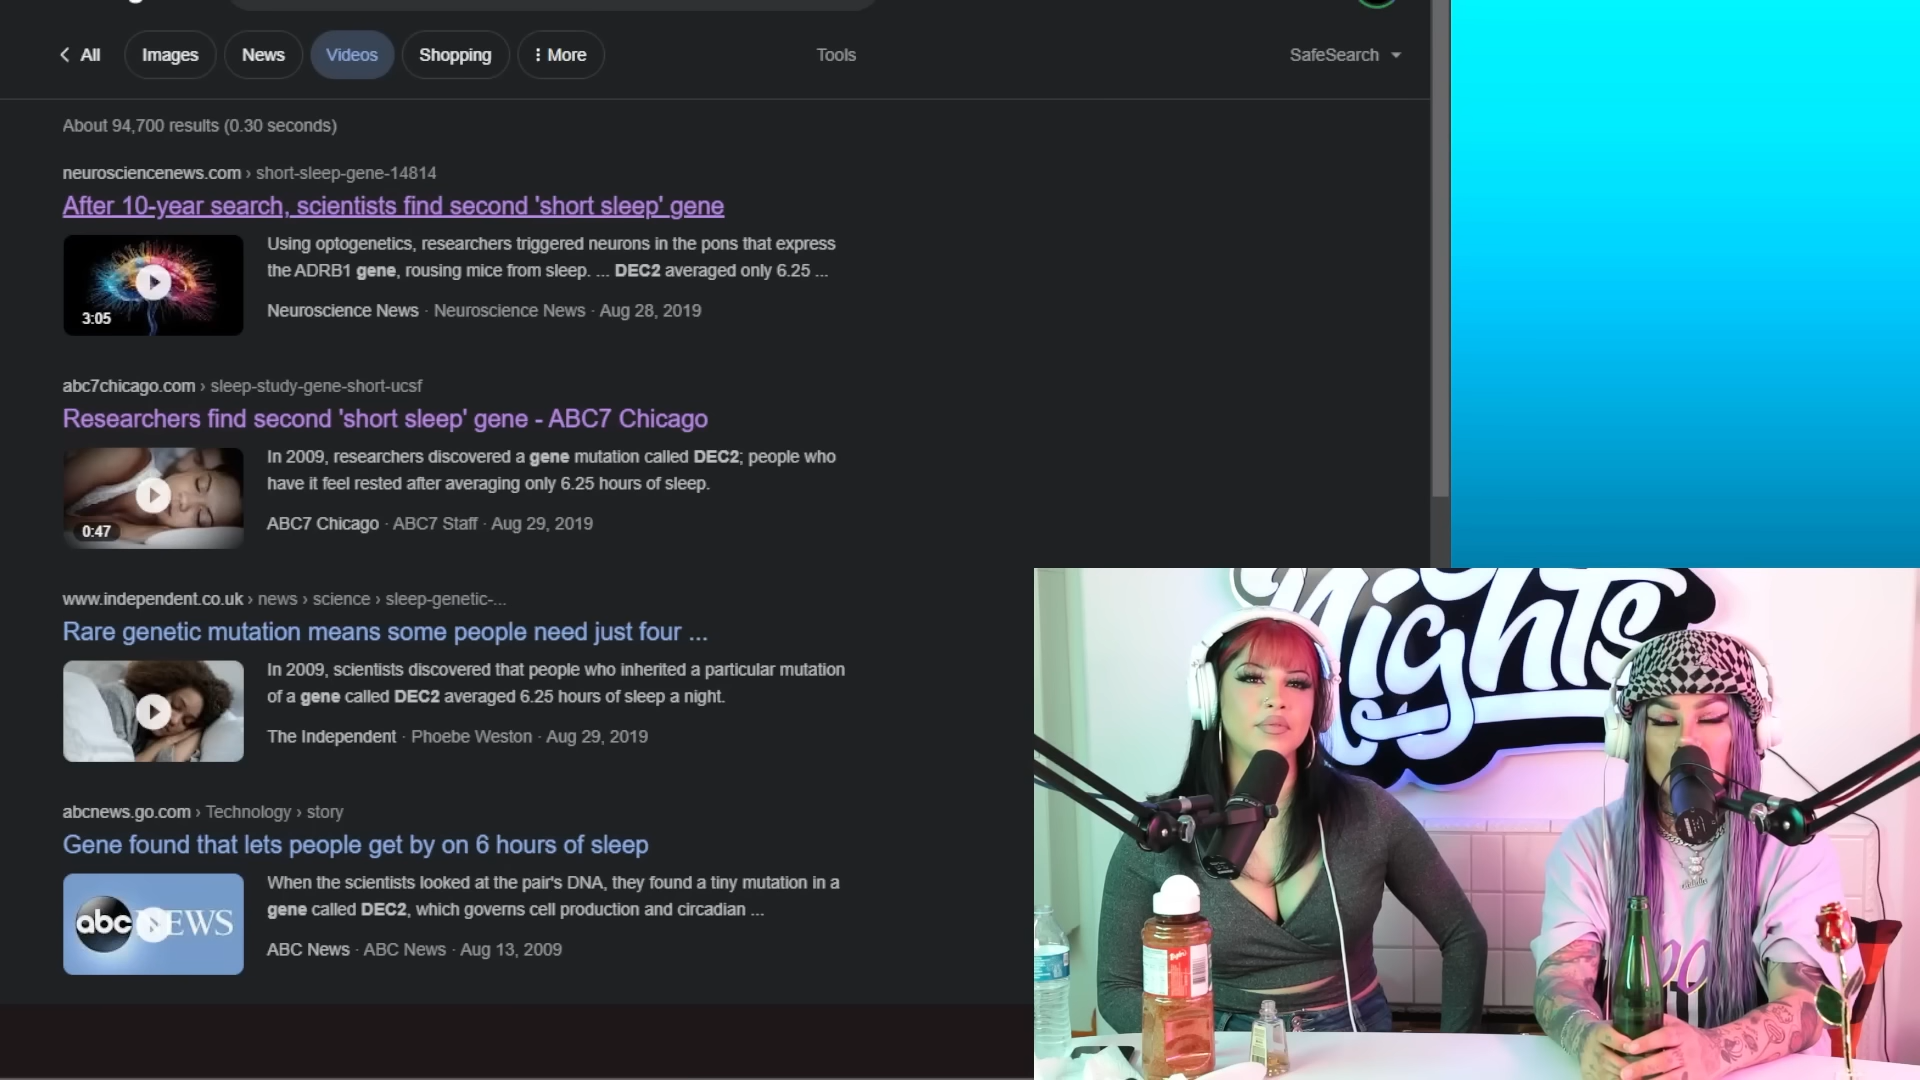 All
Images
News
Videos
Shopping
More
Tools
SafeSearch
About 94,700 results (0.30 seconds)
neurosciencenews.com › short-sleep-gene-14814
After 10-year search, scientists find second 'short sleep' gene
Using optogenetics, researchers triggered neurons in the pons that express
the ADRB1 gene, rousing mice from sleep. ... DEC2 averaged only 6.25 ...
3:05
Neuroscience News · Neuroscience News · Aug 28, 2019
abc7chicago.com › sleep-study-gene-short-ucsf
Researchers find second 'short sleep' gene - ABC7 Chicago
In 2009, researchers discovered a gene mutation called DEC2; people who
have it feel rested after averaging only 6.25 hours of sleep.
0:47
ABC7 Chicago · ABC7 Staff · Aug 29, 2019
www.independent.co.uk › news › science › sleep-genetic-...
Rare genetic mutation means some people need just four ...
In 2009, scientists discovered that people who inherited a particular mutation
of a gene called DEC2 averaged 6.25 hours of sleep a night.
The Independent · Phoebe Weston · Aug 29, 2019
abcnews.go.com › Technology › story
Gene found that lets people get by on 6 hours of sleep
When the scientists looked at the pair's DNA, they found a tiny mutation in a
gene called DEC2, which governs cell production and circadian ...
abc NEWS
ABC News · ABC News · Aug 13, 2009
Nights